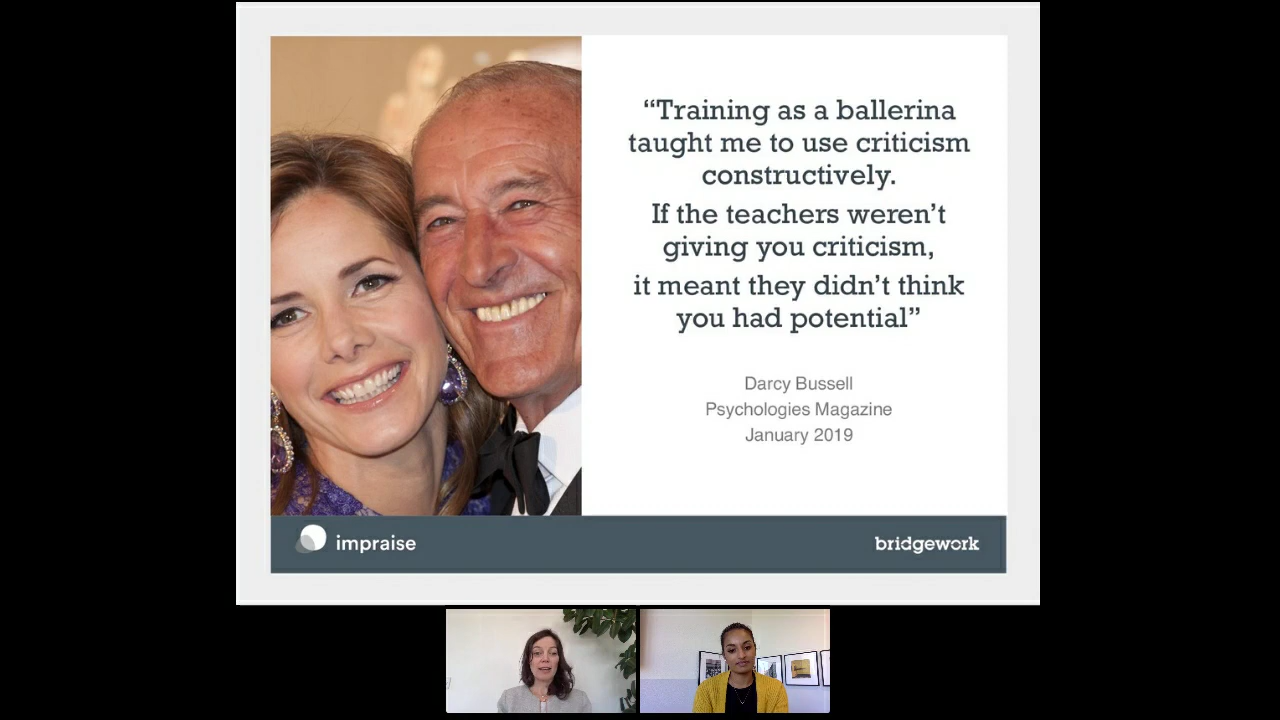 “Training as a ballerina
taught me to use criticism
constructively.
If the teachers weren’t
giving you criticism,
it meant they didn’t think
you had potential”
Darcy Bussell
Psychologies Magazine
January 2019
impraise
bridgework